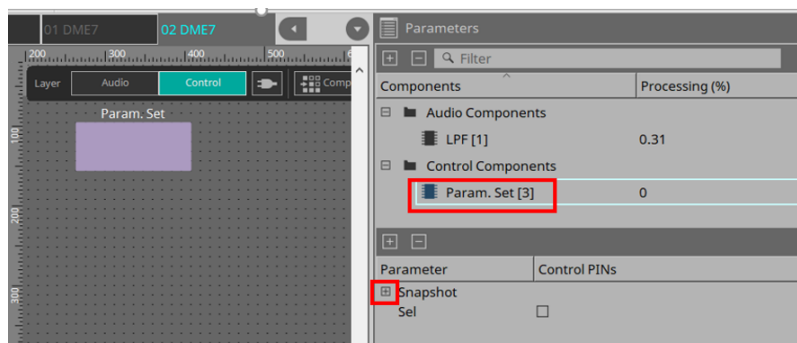 01 DME7
02 DME7
200
300
400
500
Layer
Audio
Control
Comp
Param. Set
100
200
300
Parameters
Filter
Components
Processing (%)
Audio Components
LPF [1]
0.31
Control Components
Param. Set [3]
0
Parameter
Control PINs
Snapshot
Sel